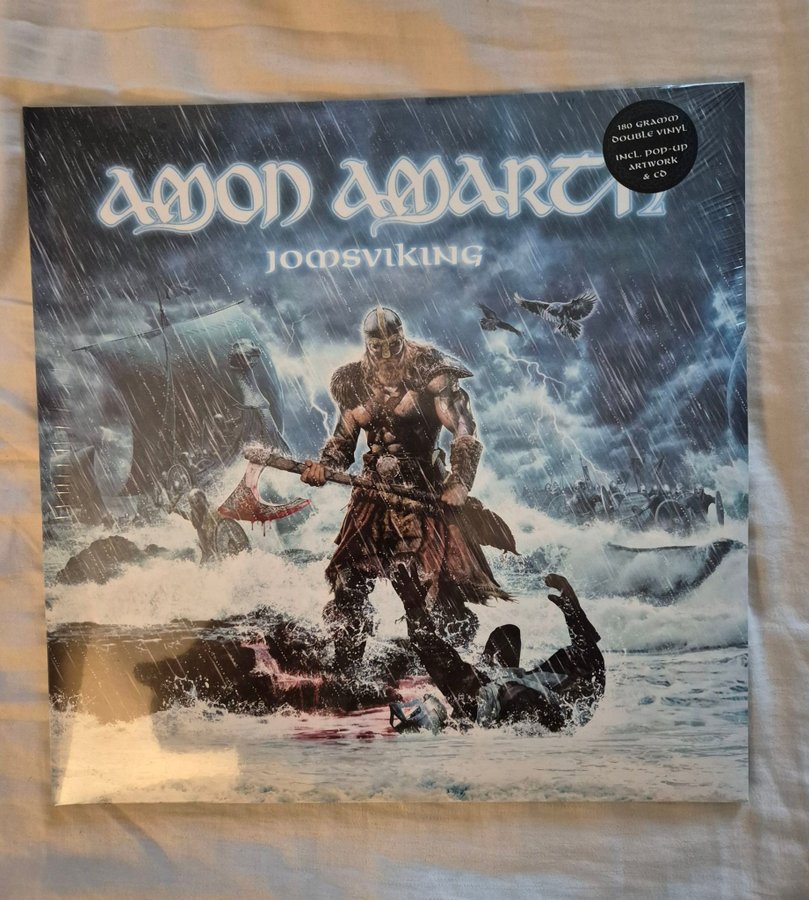 180 GRAMM
DOUBLE VINYL
INCL. POP-UP
ARTWORK
& CD
AMON AMARTH
JOMSVIKING